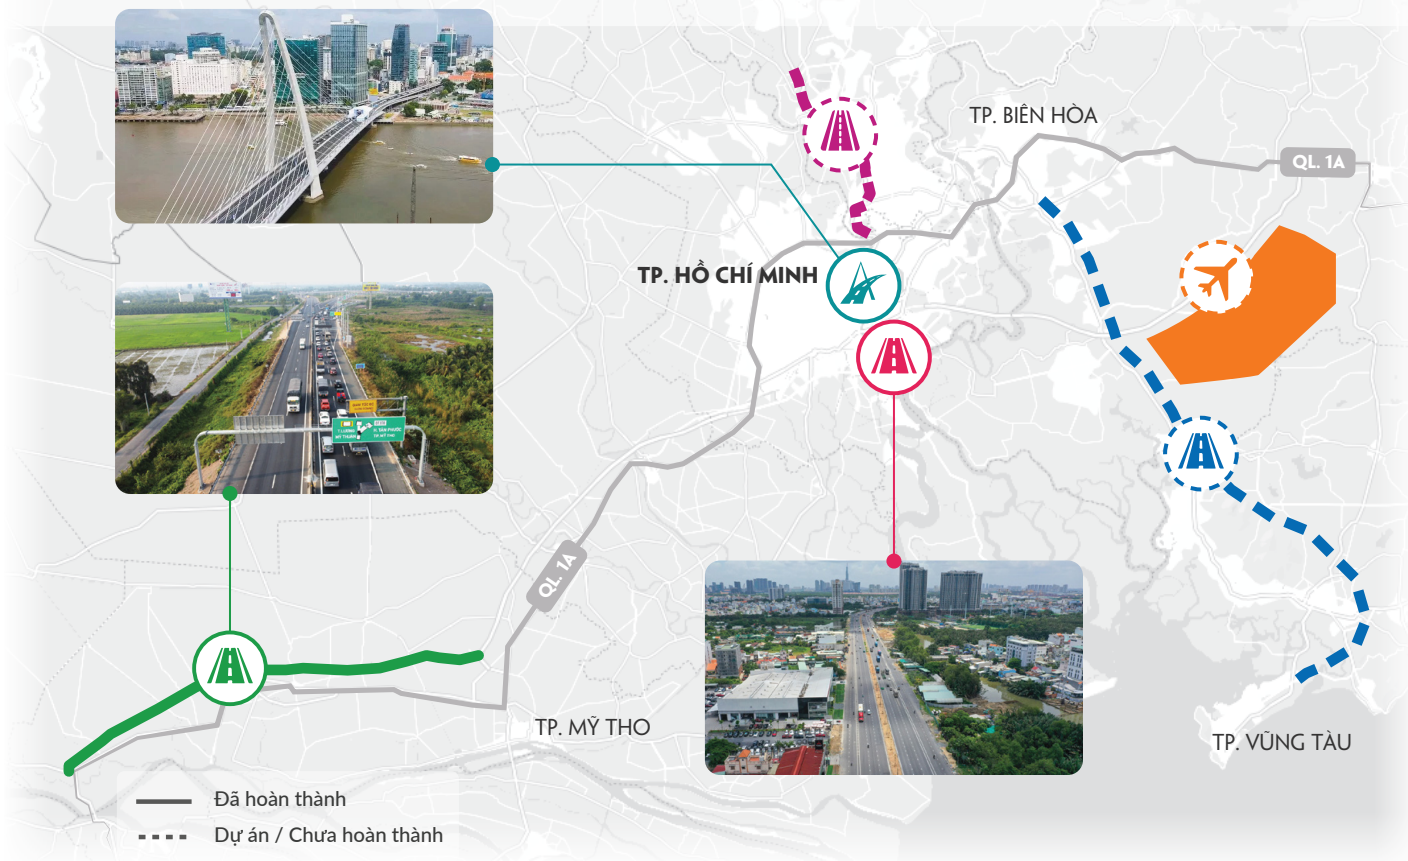 TP. BIÊN HÒA
QL. 1A
TP. HỒ CHÍ MINH
QL. 1A
TP. MỸ THO
TP. VŨNG TÀU
Đã hoàn thành
Dự án / Chưa hoàn thành